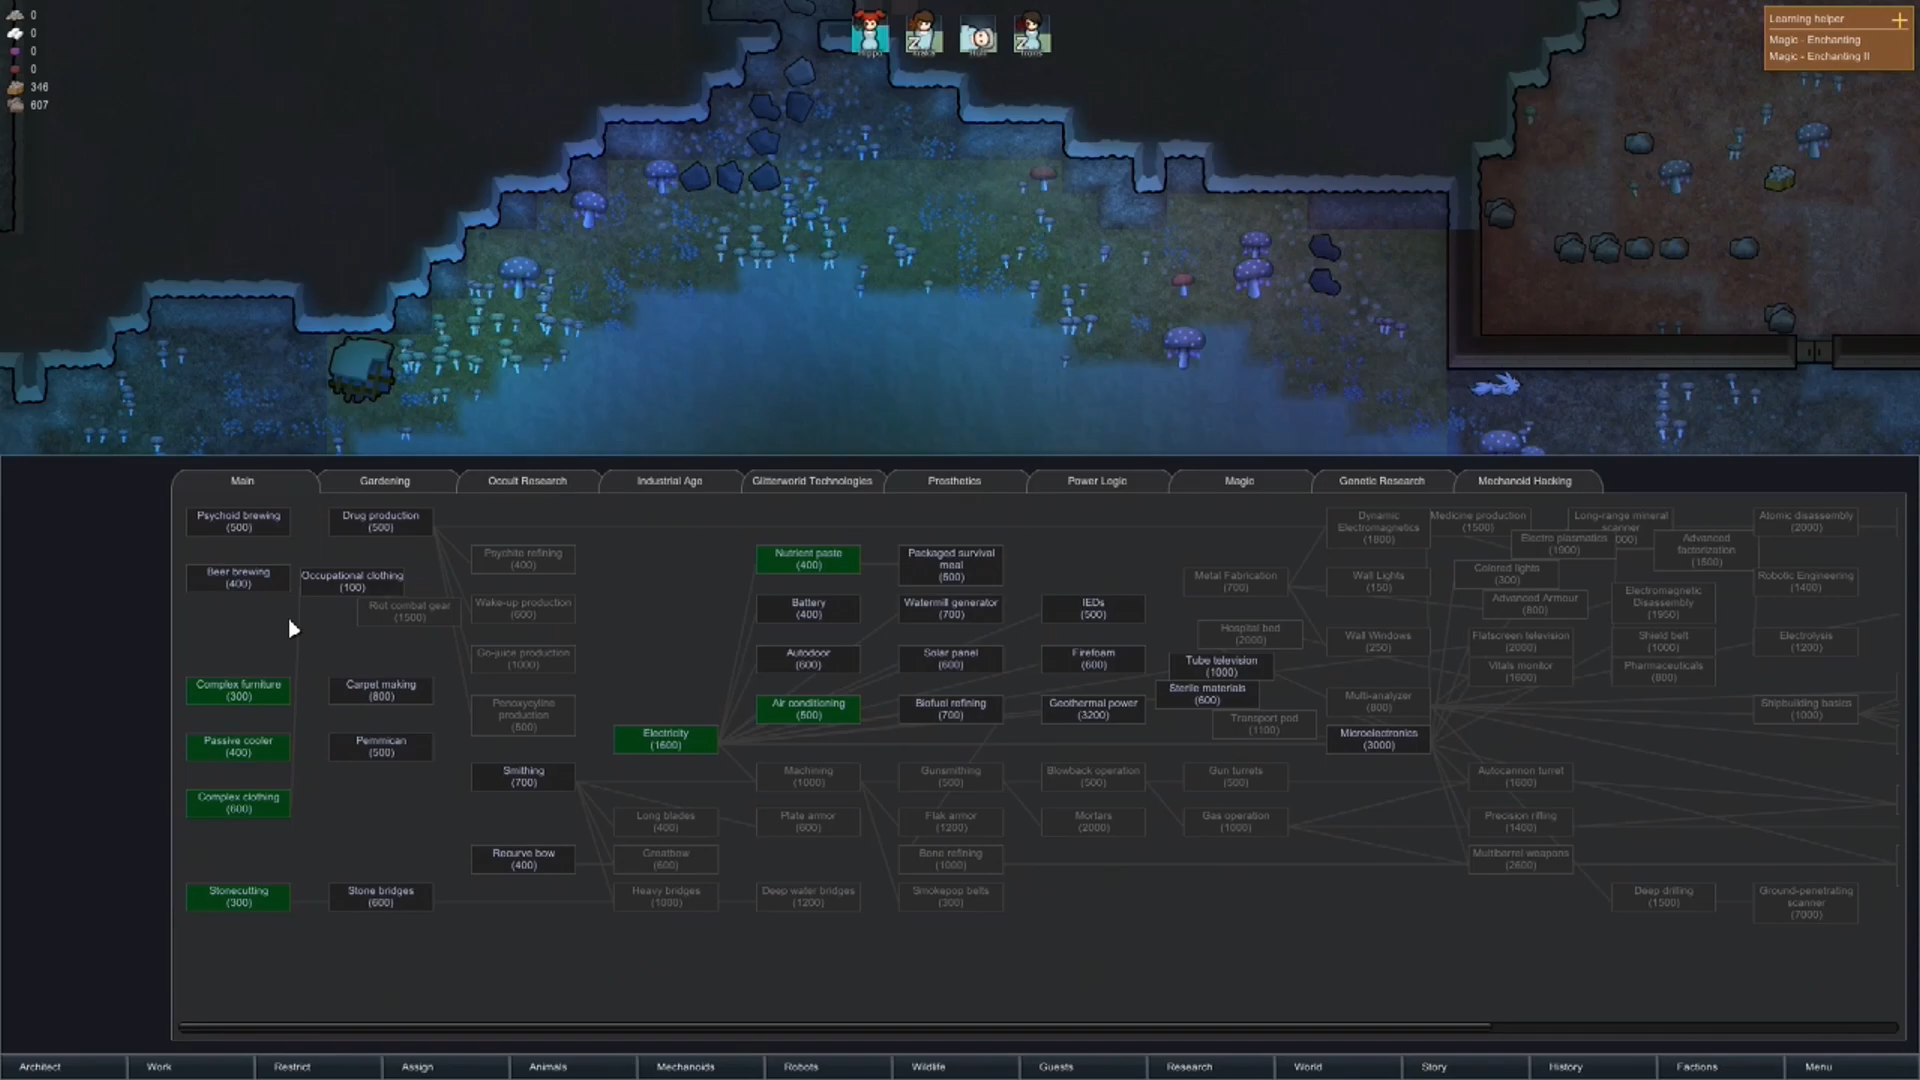 0
0
0
0
346
607
Hippo
Z
Z
Learning helper
Magic - Enchanting
Magic - Enchanting II
Main
Gardening
Occult Research
Industrial Age
Glitterworld Technologies
Prosthetics
Power Logic
Magic
Genetic Research
Mechanoid Hacking
Psychoid brewing
(500)
Drug production
(500)
Dynamic
Electromagnetics
(1800)
Medicine production
(1500)
Long-range mineral
scanner
000)
Atomic disassembly
(2000)
Electro plasmatics
(1900)
Advanced
factorization
(1500)
Psychite refining
(400)
Nutrient paste
(400)
Packaged survival
meal
(500)
Beer brewing
(400)
Occupational clothing
(100)
Metal Fabrication
(700)
Wall Lights
(150)
Colored lights
(300)
Robotic Engineering
(1400)
Riot combat gear
(1500)
Wake-up production
(600)
Battery
(400)
Watermill generator
(700)
IEDs
(500)
Advanced Armour
(800)
Electromagnetic
Disassembly
(1950)
Hospital bed
(2000)
Wall Windows
(250)
Flatscreen television
(2000)
Shield belt
(1000)
Electrolysis
(1200)
Go-juice production
(1000)
Autodoor
(600)
Solar panel
(600)
Firefoam
(600)
Tube television
(1000)
Vitals monitor
(1600)
Pharmaceuticals
(800)
Complex furniture
(300)
Carpet making
(800)
Penoxycyline
production
(500)
Air conditioning
(500)
Biofuel refining
(700)
Geothermal power
(3200)
Sterile materials
(600)
Multi-analyzer
(800)
Shipbuilding basics
(1000)
Transport pod
(1100)
Electricity
(1600)
Microelectronics
(3000)
Passive cooler
(400)
Pemmican
(500)
Smithing
(700)
Machining
(1000)
Gunsmithing
(500)
Blowback operation
(500)
Gun turrets
(500)
Autocannon turret
(1600)
Complex clothing
(600)
Long blades
(400)
Plate armor
(600)
Flak armor
(1200)
Mortars
(2000)
Gas operation
(1000)
Precision rifling
(1400)
Recurve bow
(400)
Greatbow
(600)
Bone refining
(1000)
Multibarrel weapons
(2600)
Stonecutting
(300)
Stone bridges
(600)
Heavy bridges
(1000)
Deep water bridges
(1200)
Smokepop belts
(300)
Deep drilling
(1500)
Ground-penetrating
scanner
(7000)
Architect
Work
Restrict
Assign
Animals
Mechanoids
Robots
Wildlife
Guests
Research
World
Story
History
Factions
Menu